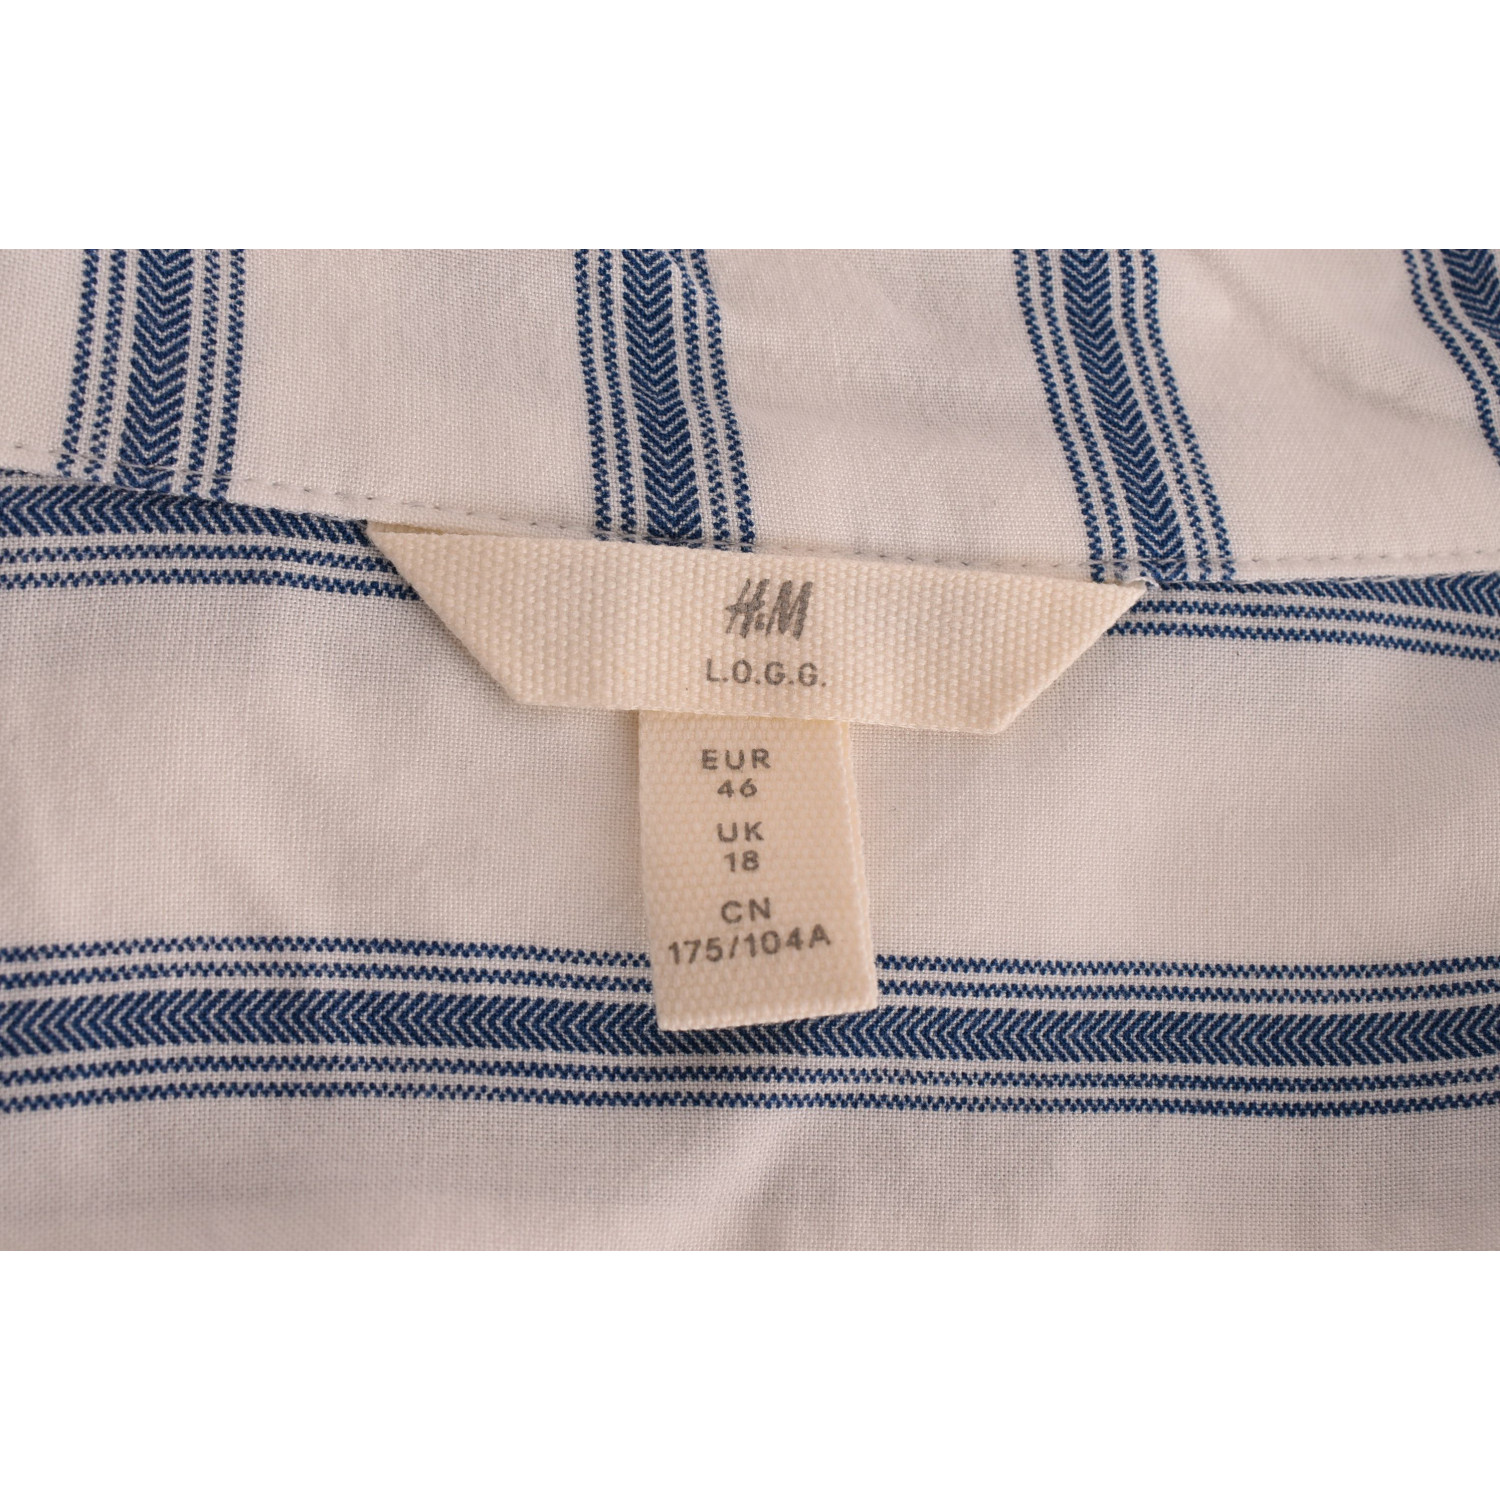 H&M
L.O.G.G.
EUR
46
UK
18
CN
175/104A